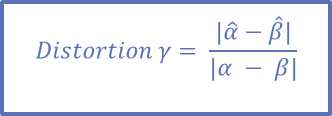 Distortion γ = |α̂ − β̂| / |α − β|